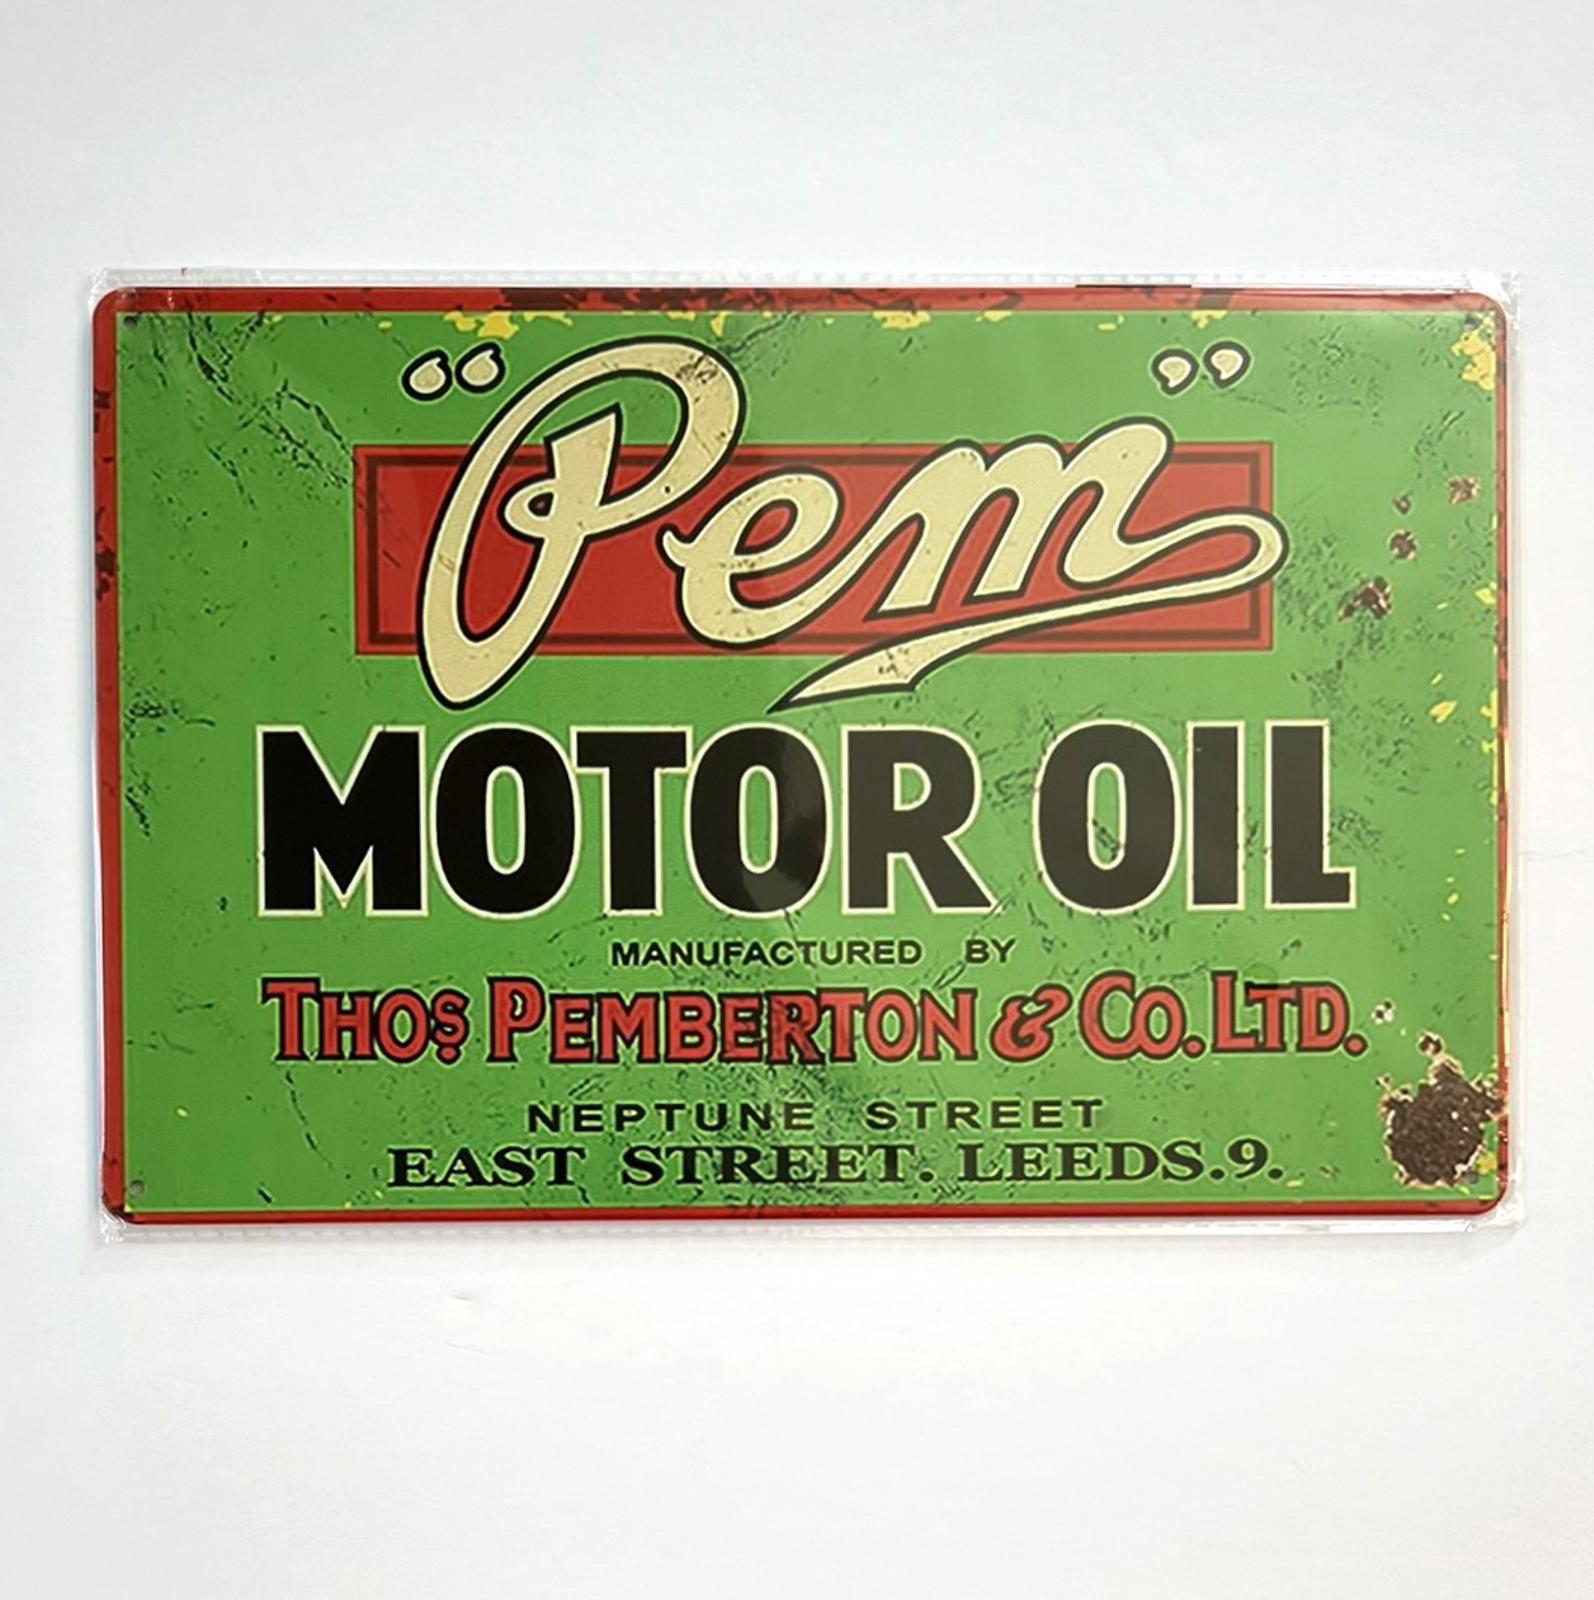 "Pem"
MOTOR OIL
MANUFACTURED BY
THOS PEMBERTON & CO. LTD.
NEPTUNE STREET
EAST STREET. LEEDS.9.